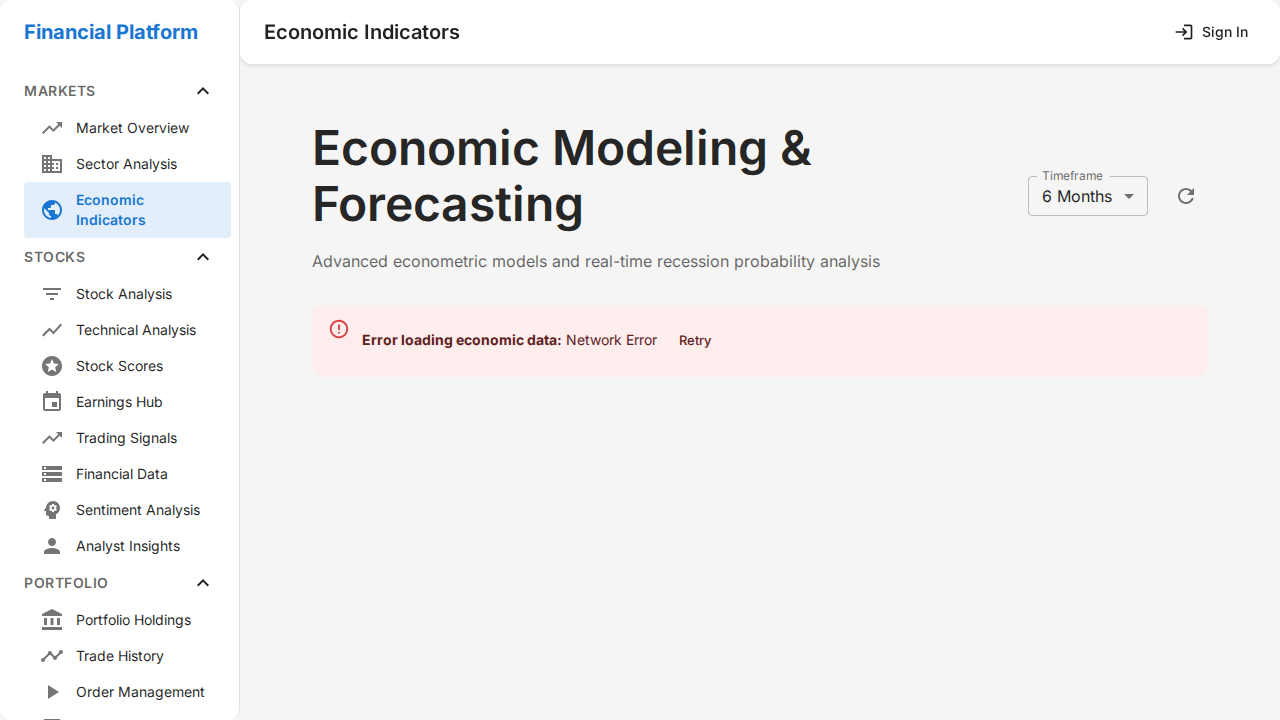 Financial Platform
MARKETS
Market Overview
Sector Analysis
Economic
Indicators
STOCKS
Stock Analysis
Technical Analysis
Stock Scores
Earnings Hub
Trading Signals
Financial Data
Sentiment Analysis
Analyst Insights
PORTFOLIO
Portfolio Holdings
Trade History
Order Management
Economic Indicators
Sign In
Economic Modeling &
Forecasting
Advanced econometric models and real-time recession probability analysis
Timeframe
6 Months
Error loading economic data: Network Error Retry